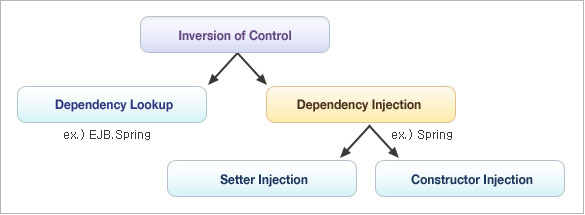 Inversion of Control
Dependency Lookup
Dependency Injection
ex.) EJB.Spring
ex.) Spring
Setter Injection
Constructor Injection